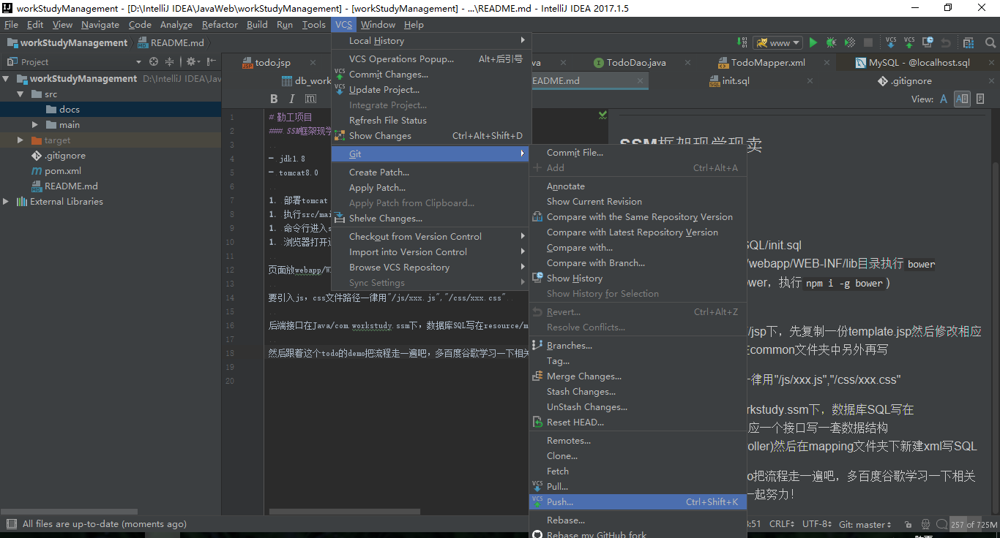 workStudyManagement - [D:\IntelliJ IDEA\JavaWeb\workStudyManagement] - [workStudyManagement] - ...\README.md - IntelliJ IDEA 2017.1.5
File Edit View Navigate Code Analyze Refactor Build Run Tools VCS Window Help
workStudyManagement README.md
www
VCS VCS
Project
todo.jsp
va
TodoDao.java
TodoMapper.xml
MySQL - @localhost.sql
db_work
EADME.md
init.sql
.gitignore
B I m
View: A
workStudyManagement D:\IntelliJ IDEA\Jav
src
docs
main
target
.gitignore
pom.xml
README.md
External Libraries
Local History
VCS Operations Popup... Alt+后引号
VCS Commit Changes...
VCS Update Project...
Integrate Project...
Refresh File Status
Show Changes Ctrl+Alt+Shift+D
Git
Create Patch...
Apply Patch...
Apply Patch from Clipboard...
Shelve Changes...
Checkout from Version Control
Import into Version Control
Browse VCS Repository
Sync Settings
Commit File...
Add Ctrl+Alt+A
Annotate
Show Current Revision
Compare with the Same Repository Version
Compare with Latest Repository Version
Compare with...
Compare with Branch...
Show History
Show History for Selection
Revert... Ctrl+Alt+Z
Resolve Conflicts...
Branches...
Tag...
Merge Changes...
Stash Changes...
UnStash Changes...
Reset HEAD...
Remotes...
Clone...
Fetch
VCS Pull...
VCS Push... Ctrl+Shift+K
Rebase...
Rebase my GitHub fork
1 # 勤工项目
2 ### SSM框架现学
3
4 - jdk1.8
5 - tomcat8.0
6
7 1. 部署tomcat
8 1. 执行src/mai
9 1. 命令行进入s
10 1. 浏览器打开
11
12 页面放webapp/W
13
14 要引入js，css文件路径一律用"/js/xxx.js","/css/xxx.css"
15
16 后端接口在Java/com.workstudy.ssm下，数据库SQL写在resource/m
17
18 然后跟着这个todo的demo把流程走一遍吧，多百度谷歌学习一下相关
19
20
SSM框架现学现卖
SQL/init.sql
/webapp/WEB-INF/lib目录执行 bower
ower，执行 npm i -g bower )
/jsp下，先复制一份template.jsp然后修改相应
common文件夹中另外再写
律用"/js/xxx.js","/css/xxx.css"
rkstudy.ssm下，数据库SQL写在
应一个接口写一套数据结构
oller)然后在mapping文件夹下新建xml写SQL
o把流程走一遍吧，多百度谷歌学习一下相关
一起努力！
All files are up-to-date (moments ago)
:51 CRLF UTF-8 Git: master 257 of 725M